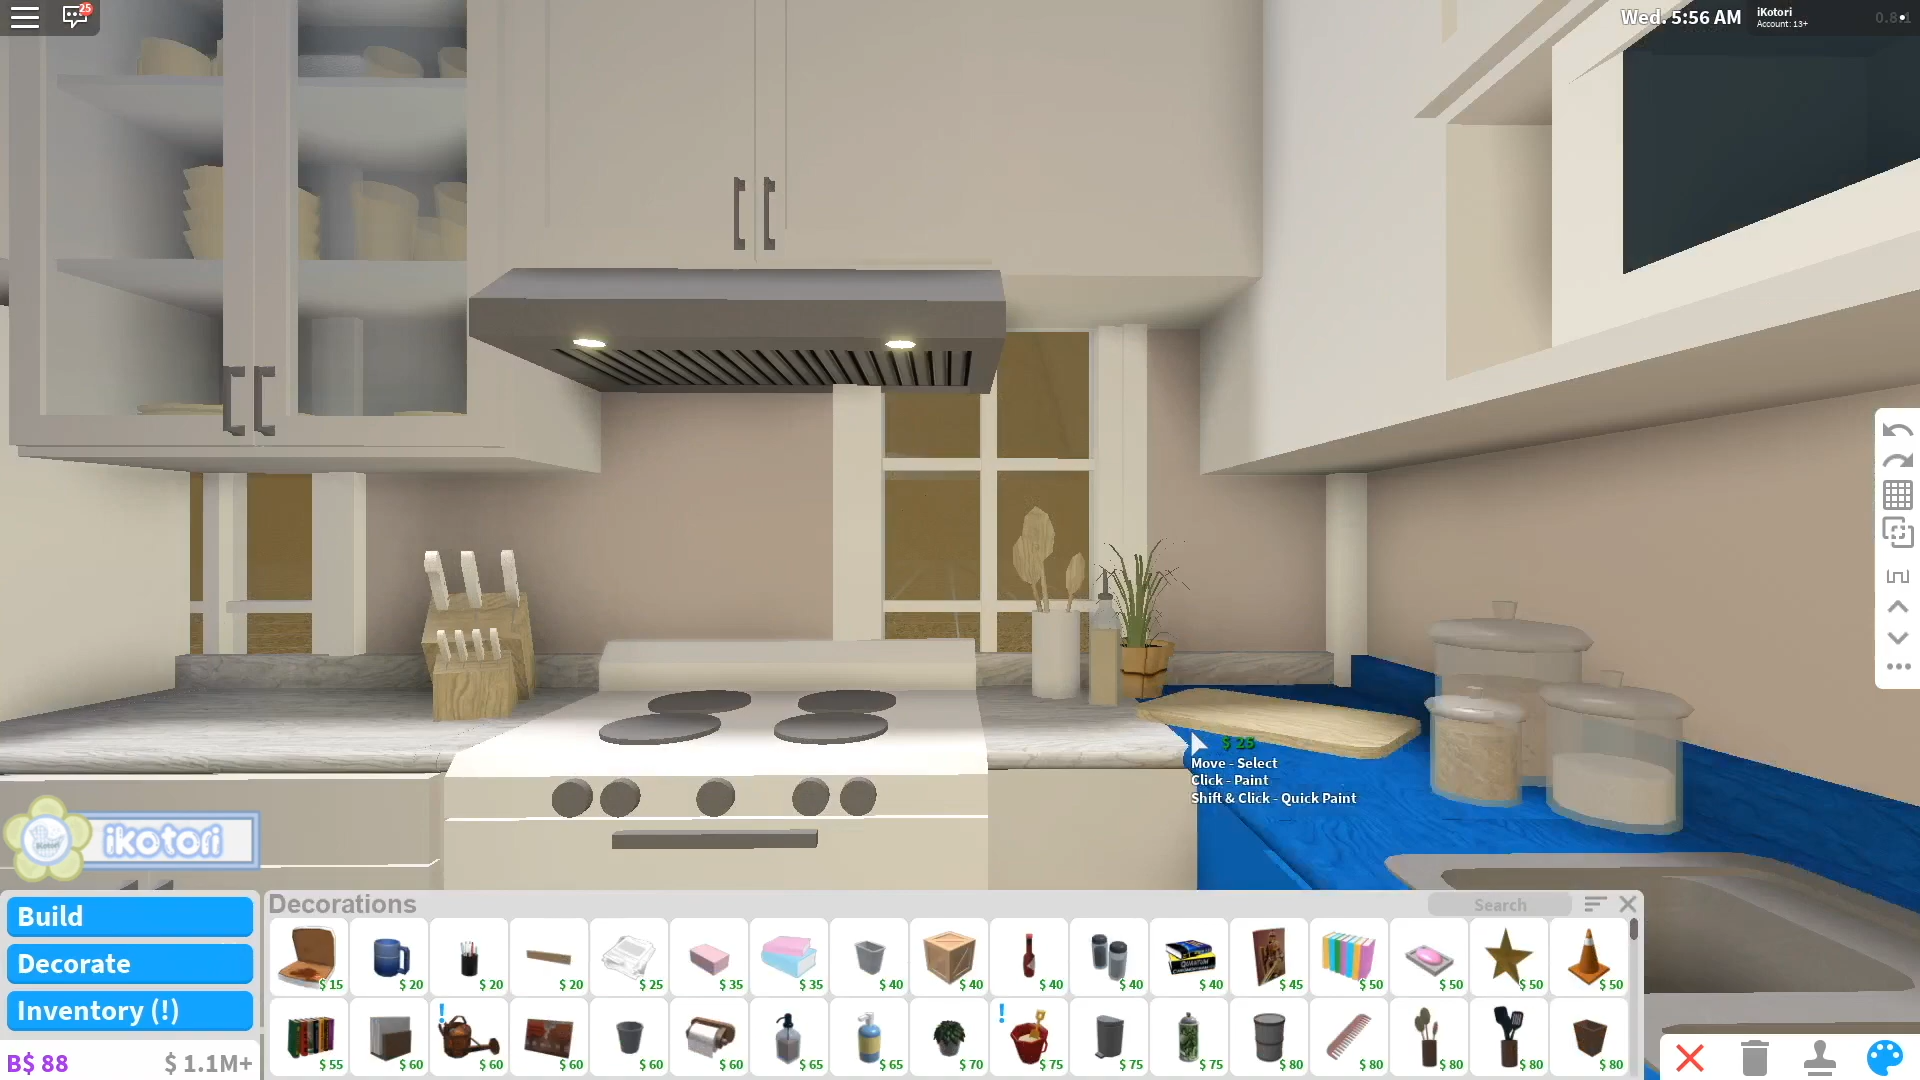 25
Wed. 5:56 AM
iKotori
Account: 13+
$ 25
Move - Select
Click - Paint
Shift & Click - Quick Paint
ikotori
Build
Decorate
Inventory (!)
B$ 88
$ 1.1M+
Decorations
Search
$ 15
$ 20
$ 20
$ 20
$ 25
$ 35
$ 35
$ 40
$ 40
$ 40
$ 40
$ 40
$ 45
$ 50
$ 50
$ 50
$ 50
$ 55
$ 60
! $ 60
$ 60
$ 60
$ 60
$ 65
$ 65
$ 70
! $ 75
$ 75
$ 75
$ 80
$ 80
$ 80
$ 80
$ 80